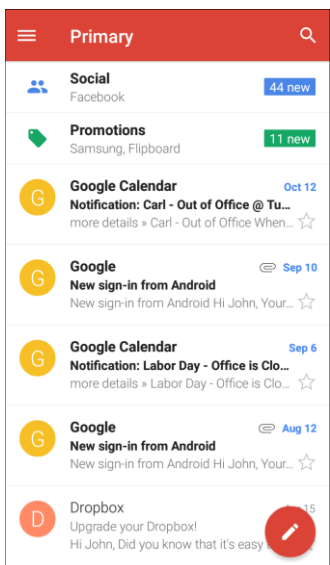 Primary
Social
Facebook
44 new
Promotions
Samsung, Flipboard
11 new
G
Google Calendar
Oct 12
Notification: Carl - Out of Office @ Tu...
more details » Carl - Out of Office When...
G
Google
Sep 10
New sign-in from Android
New sign-in from Android Hi John, Your...
G
Google Calendar
Sep 6
Notification: Labor Day - Office is Clo...
more details » Labor Day - Office is Clo...
G
Google
Aug 12
New sign-in from Android
New sign-in from Android Hi John, Your...
D
Dropbox
15
Upgrade your Dropbox!
Hi John, Did you know that it's easy